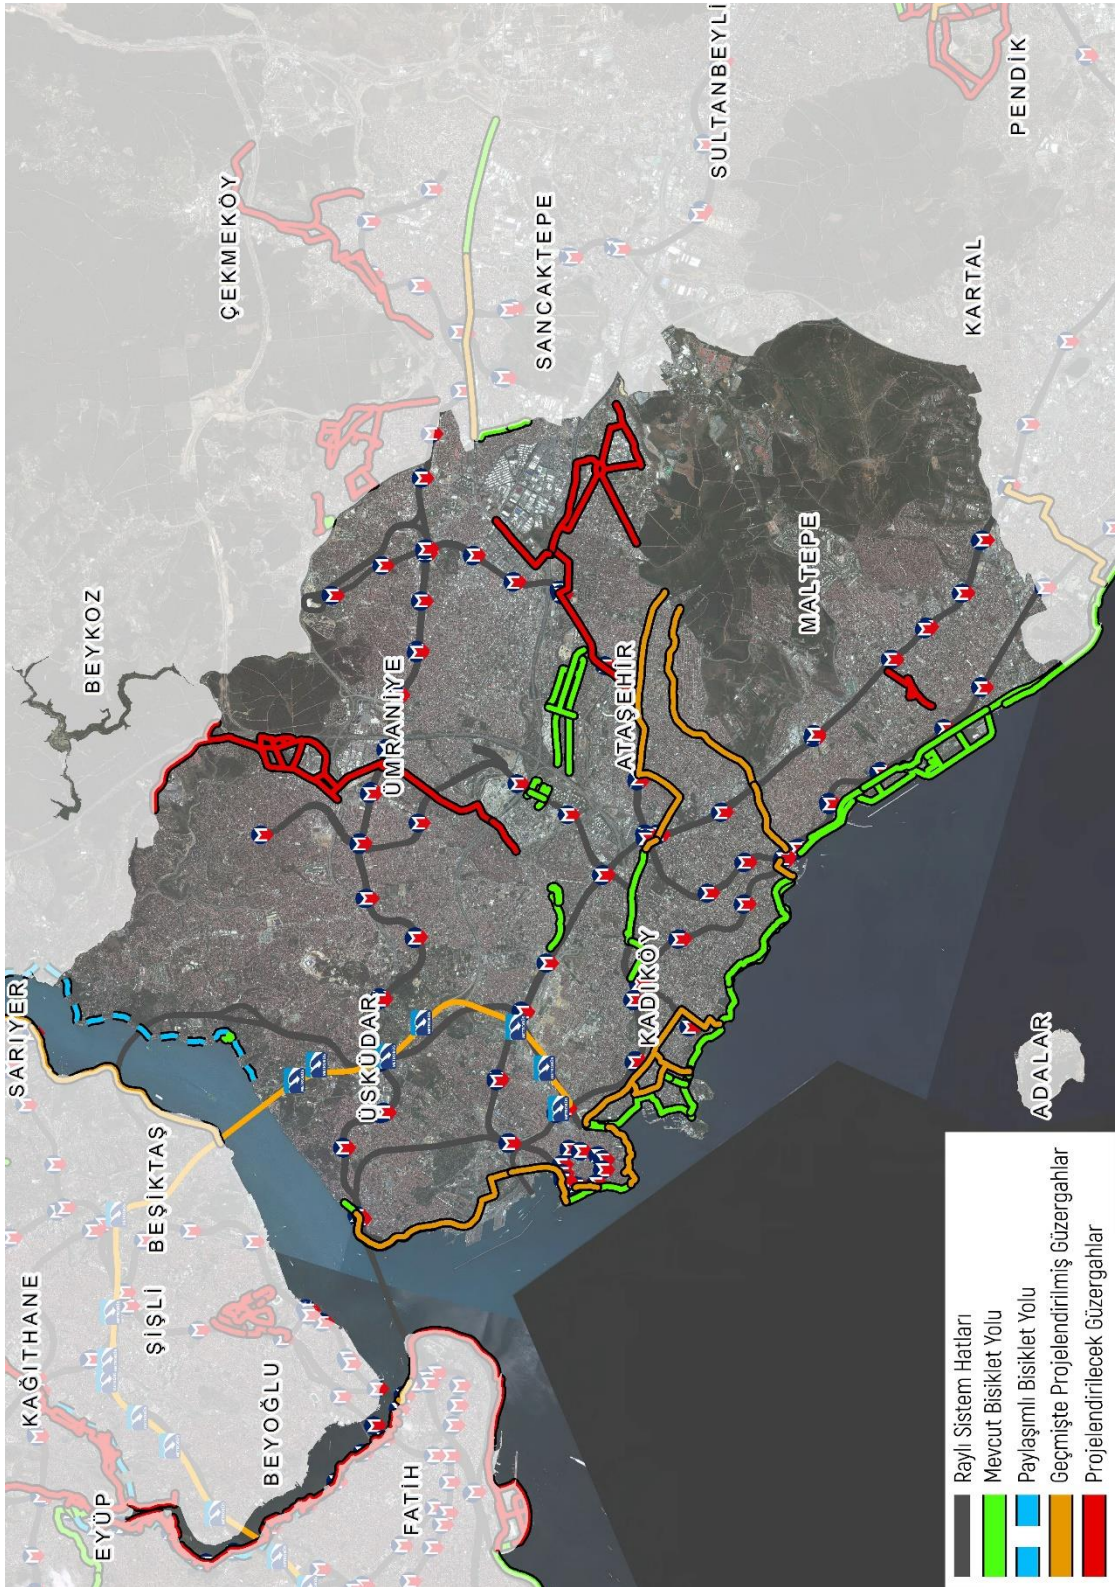 SARIYER
BEYKOZ
ÇEKMEKÖY
SULTANBEYLİ
PENDİK
KAĞITHANE
EYÜP
ŞİŞLİ
BEŞİKTAŞ
ÜMRANİYE
SANCAKTEPE
BEYOĞLU
ÜSKÜDAR
FATİH
ATAŞEHİR
KADIKÖY
MALTEPE
KARTAL
ADALAR
Raylı Sistem Hatları
Mevcut Bisiklet Yolu
Paylaşımlı Bisiklet Yolu
Geçmişte Projelendirilmiş Güzergahlar
Projelendirilecek Güzergahlar